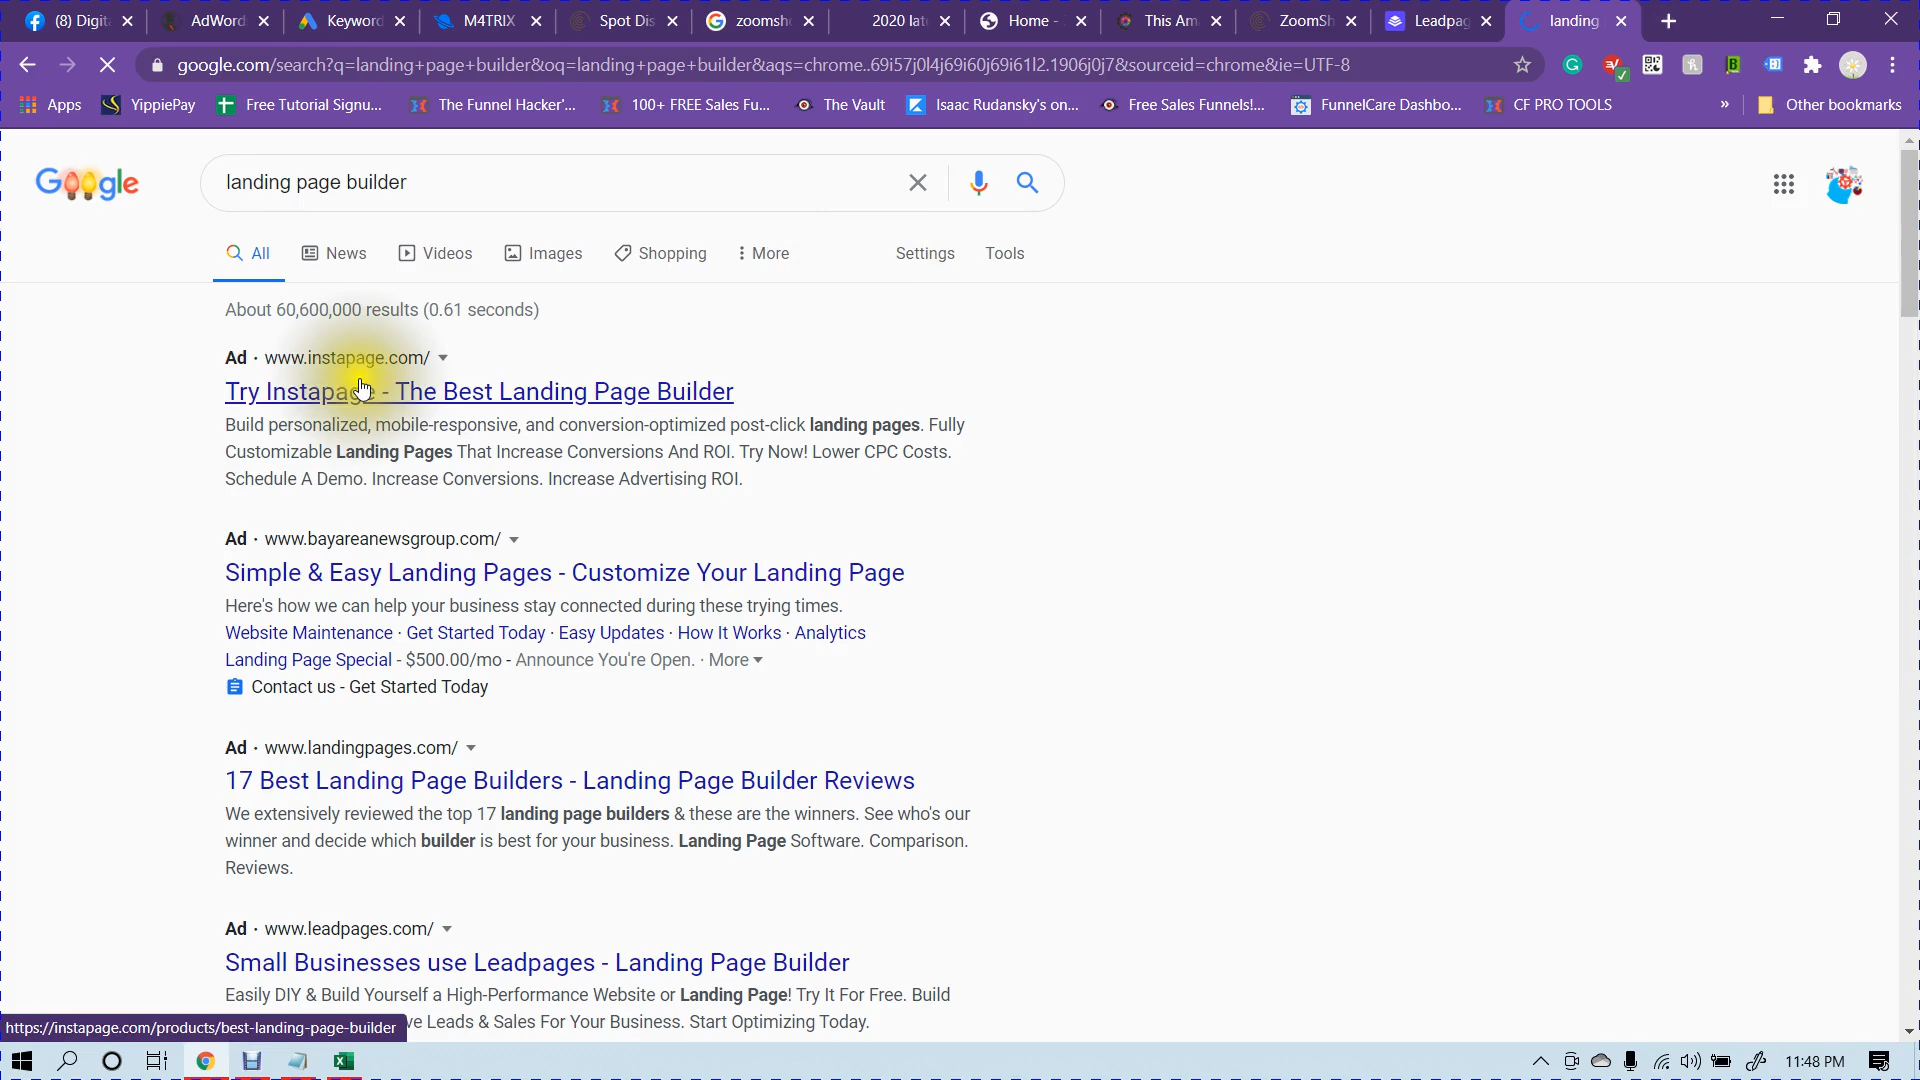 (8) Digit
AdWord
Keyword
M4TRIX
Spot Dis
zoomsh
2020 lat
Home -
This Am
ZoomSh
Leadpag
landing
google.com/search?q=landing+page+builder&oq=landing+page+builder&aqs=chrome..69i57j0l4j69i60j69i61l2.1906j0j7&sourceid=chrome&ie=UTF-8
Apps
YippiePay
Free Tutorial Signu...
The Funnel Hacker'...
100+ FREE Sales Fu...
The Vault
Isaac Rudansky's on...
Free Sales Funnels!...
FunnelCare Dashbo...
CF PRO TOOLS
»
Other bookmarks
Google
landing page builder
All
News
Videos
Images
Shopping
More
Settings
Tools
About 60,600,000 results (0.61 seconds)
Ad · www.instapage.com/
Try Instapage - The Best Landing Page Builder
Build personalized, mobile-responsive, and conversion-optimized post-click landing pages. Fully
Customizable Landing Pages That Increase Conversions And ROI. Try Now! Lower CPC Costs.
Schedule A Demo. Increase Conversions. Increase Advertising ROI.
Ad · www.bayareanewsgroup.com/
Simple & Easy Landing Pages - Customize Your Landing Page
Here's how we can help your business stay connected during these trying times.
Website Maintenance · Get Started Today · Easy Updates · How It Works · Analytics
Landing Page Special - $500.00/mo - Announce You're Open. · More
Contact us - Get Started Today
Ad · www.landingpages.com/
17 Best Landing Page Builders - Landing Page Builder Reviews
We extensively reviewed the top 17 landing page builders & these are the winners. See who's our
winner and decide which builder is best for your business. Landing Page Software. Comparison.
Reviews.
Ad · www.leadpages.com/
Small Businesses use Leadpages - Landing Page Builder
Easily DIY & Build Yourself a High-Performance Website or Landing Page! Try It For Free. Build
ve Leads & Sales For Your Business. Start Optimizing Today.
https://instapage.com/products/best-landing-page-builder
11:48 PM